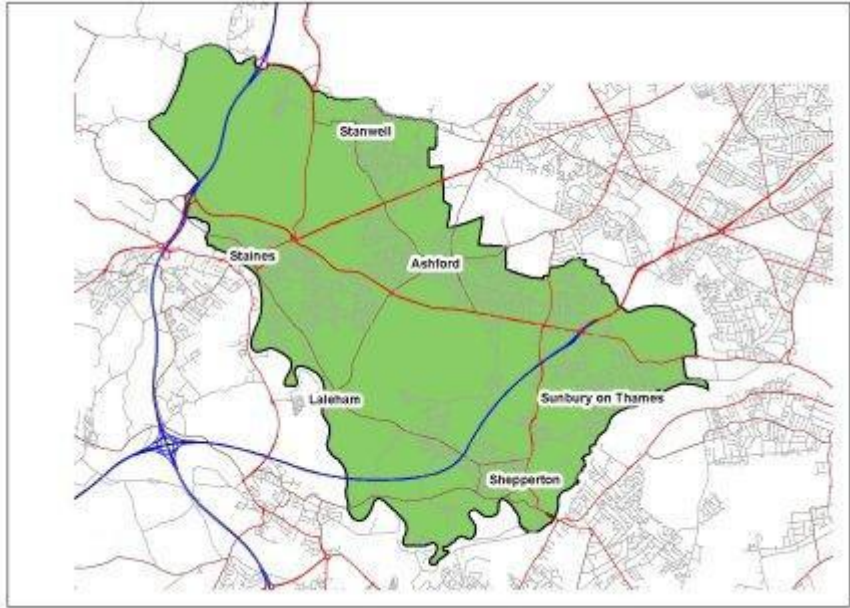 Stanwell
Staines
Ashford
Laleham
Sunbury on Thames
Shepperton